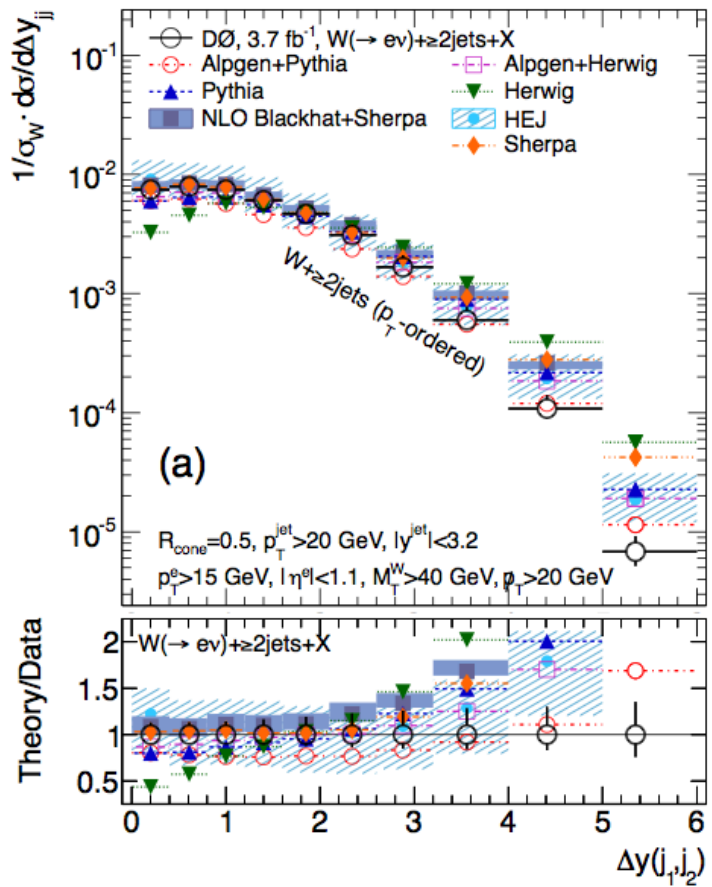 1/σ_W · dσ/dΔy_jj
10⁻¹
10⁻²
10⁻³
10⁻⁴
10⁻⁵
DØ, 3.7 fb⁻¹, W(→ eν)+≥2jets+X
Alpgen+Pythia
Alpgen+Herwig
Pythia
Herwig
NLO Blackhat+Sherpa
HEJ
Sherpa
W+≥2jets (p_T-ordered)
(a)
R_cone=0.5, p_T^jet>20 GeV, |y^jet|<3.2
p_T^e>15 GeV, |η^e|<1.1, M_T^W>40 GeV, p̸_T>20 GeV
Theory/Data
W(→ eν)+≥2jets+X
2
1.5
1
0.5
0 1 2 3 4 5 6
Δy(j₁,j₂)